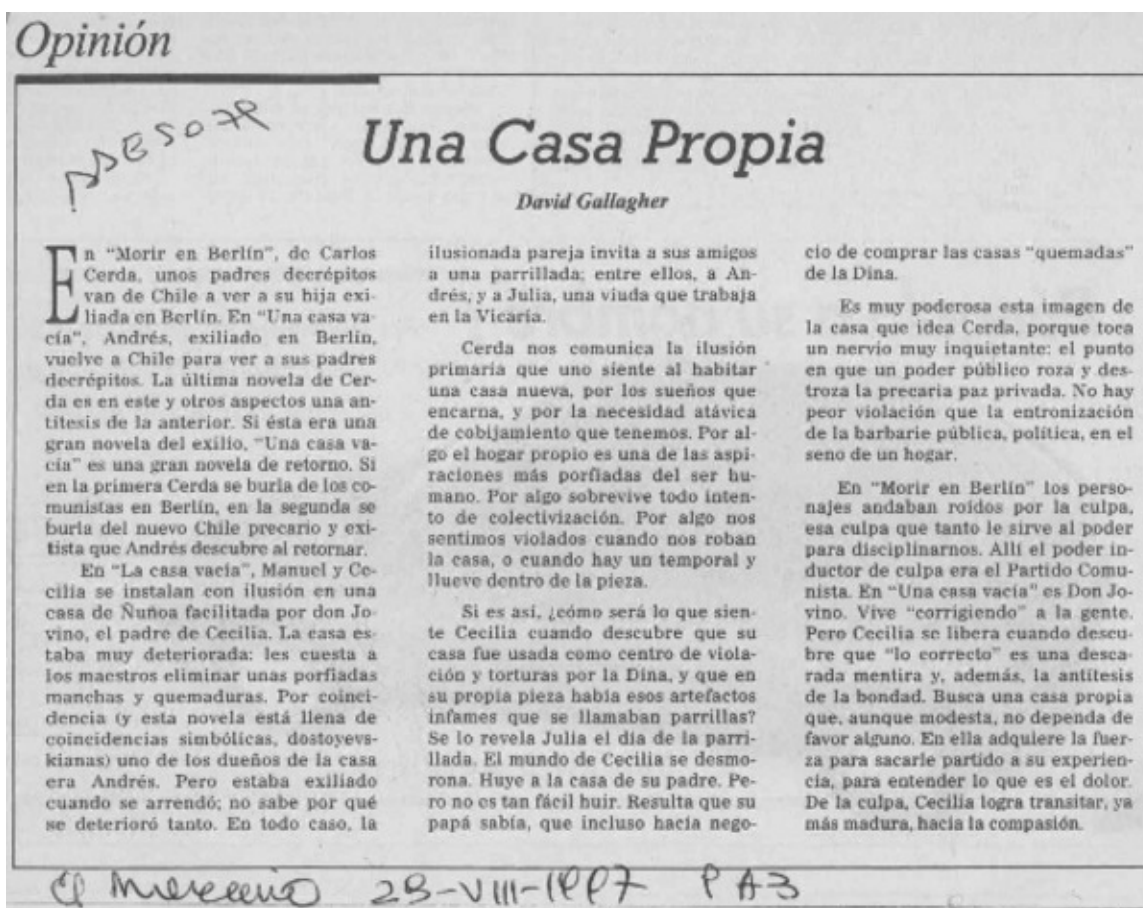 Opinión
Una Casa Propia
David Gallagher
En "Morir en Berlín", de Carlos
Cerda, unos padres decrépitos
van de Chile a ver a su hija exi-
liada en Berlín. En "Una casa va-
cía", Andrés, exiliado en Berlín,
vuelve a Chile para ver a sus padres
decrépitos. La última novela de Cer-
da es en este y otros aspectos una an-
títesis de la anterior. Si ésta era una
gran novela del exilio, "Una casa va-
cía" es una gran novela de retorno. Si
en la primera Cerda se burla de los co-
munistas en Berlín, en la segunda se
burla del nuevo Chile precario y exi-
tista que Andrés descubre al retornar.
En "La casa vacía", Manuel y Ce-
cilia se instalan con ilusión en una
casa de Ñuñoa facilitada por don Jo-
vino, el padre de Cecilia. La casa es-
taba muy deteriorada: les cuesta a
los maestros eliminar unas porfiadas
manchas y quemaduras. Por coinci-
dencia (y esta novela está llena de
coincidencias simbólicas, dostoyevs-
kianas) uno de los dueños de la casa
era Andrés. Pero estaba exiliado
cuando se arrendó; no sabe por qué
se deterioró tanto. En todo caso, la
ilusionada pareja invita a sus amigos
a una parrillada; entre ellos, a An-
drés, y a Julia, una viuda que trabaja
en la Vicaría.
Cerda nos comunica la ilusión
primaria que uno siente al habitar
una casa nueva, por los sueños que
encarna, y por la necesidad atávica
de cobijamiento que tenemos. Por al-
go el hogar propio es una de las aspi-
raciones más porfiadas del ser hu-
mano. Por algo sobrevive todo inten-
to de colectivización. Por algo nos
sentimos violados cuando nos roban
la casa, o cuando hay un temporal y
llueve dentro de la pieza.
Si es así, ¿cómo será lo que sien-
te Cecilia cuando descubre que su
casa fue usada como centro de viola-
ción y torturas por la Dina, y que en
su propia pieza había esos artefactos
infames que se llamaban parrillas?
Se lo revela Julia el día de la parri-
llada. El mundo de Cecilia se desmo-
rona. Huye a la casa de su padre. Pe-
ro no es tan fácil huir. Resulta que su
papá sabía, que incluso hacía nego-
cio de comprar las casas "quemadas"
de la Dina.
Es muy poderosa esta imagen de
la casa que idea Cerda, porque toca
un nervio muy inquietante: el punto
en que un poder público roza y des-
troza la precaria paz privada. No hay
peor violación que la entronización
de la barbarie pública, política, en el
seno de un hogar.
En "Morir en Berlín" los perso-
najes andaban roídos por la culpa,
esa culpa que tanto le sirve al poder
para disciplinarnos. Allí el poder in-
ductor de culpa era el Partido Comu-
nista. En "Una casa vacía" es Don Jo-
vino. Vive "corrigiendo" a la gente.
Pero Cecilia se libera cuando descu-
bre que "lo correcto" es una desca-
rada mentira y, además, la antítesis
de la bondad. Busca una casa propia
que, aunque modesta, no dependa de
favor alguno. En ella adquiere la fuer-
za para sacarle partido a su experien-
cia, para entender lo que es el dolor.
De la culpa, Cecilia logra transitar, ya
más madura, hacia la compasión.
El Mercurio 23-VIII-1997 P A3